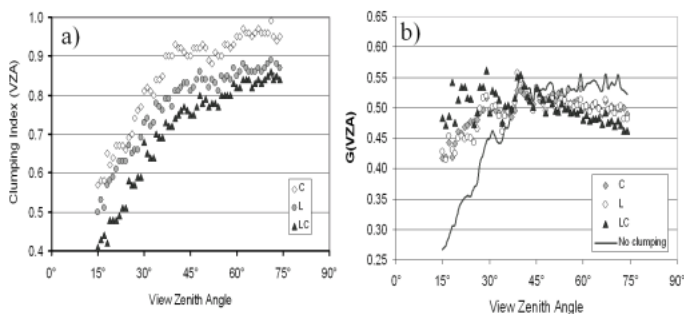 a)
Clumping Index (VZA)
1.0
0.9
0.8
0.7
0.6
0.5
0.4
0° 15° 30° 45° 60° 75° 90°
View Zenith Angle
C
L
LC
b)
G(VZA)
0.65
0.60
0.55
0.50
0.45
0.40
0.35
0.30
0.25
0° 15° 30° 45° 60° 75° 90°
View Zenith Angle
C
L
LC
No clumping